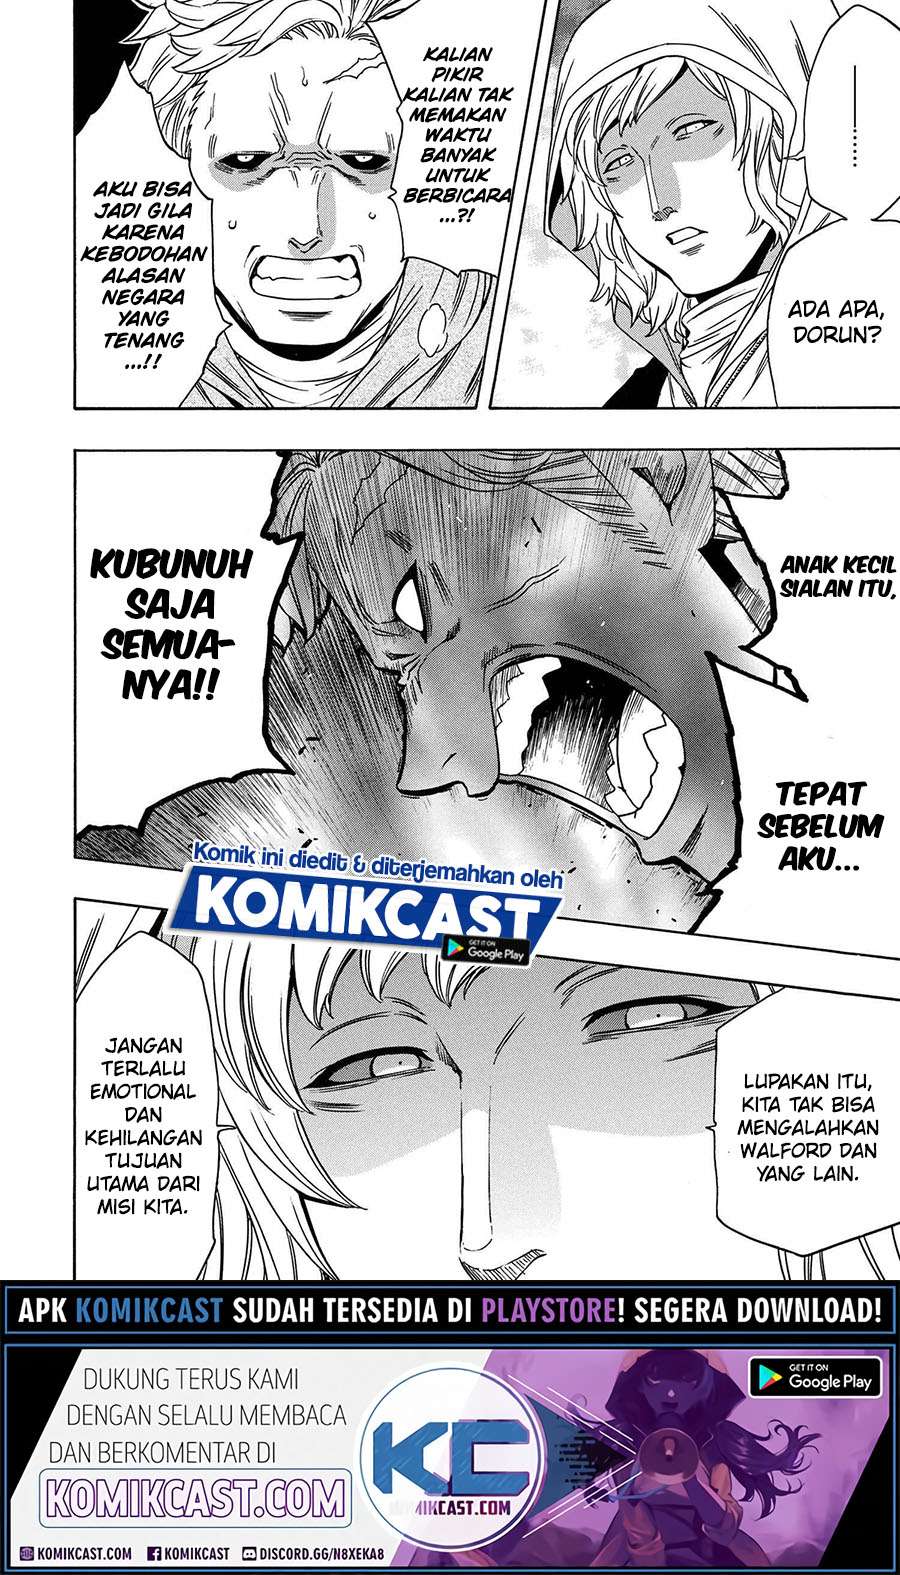 ...........
ADA APA,
DORUN?
KALIAN
PIKIR
KALIAN TAK
MEMAKAN
WAKTU
BANYAK
UNTUK
BERBICARA
...?!
AKU BISA
JADI GILA
KARENA
KEBODOHAN
ALASAN
NEGARA
YANG
TENANG
...!!
ANAK KECIL
SIALAN ITU,
TEPAT
SEBELUM
AKU...
KUBUNUH
SAJA
SEMUA-
NYA!!
Komik ini diedit & diterjemahkan oleh
KOMIKCAST
GET IT ON
Google Play
LUPAKAN ITU,
KITA TAK BISA
MENGALAHKAN
WALFORD DAN
YANG LAIN.
JANGAN
TERLALU
EMOTIONAL
DAN
KEHILANGAN
TUJUAN
UTAMA DARI
MISI KITA.
APK KOMIKCAST SUDAH TERSEDIA DI PLAYSTORE! SEGERA DOWNLOAD!
DUKUNG TERUS KAMI
DENGAN SELALU MEMBACA
DAN BERKOMENTAR DI
KOMIKCAST.COM
KOMIKCAST.COM KOMIKCAST DISCORD.GG/N8XEKA8
KC
GET IT ON
Google Play